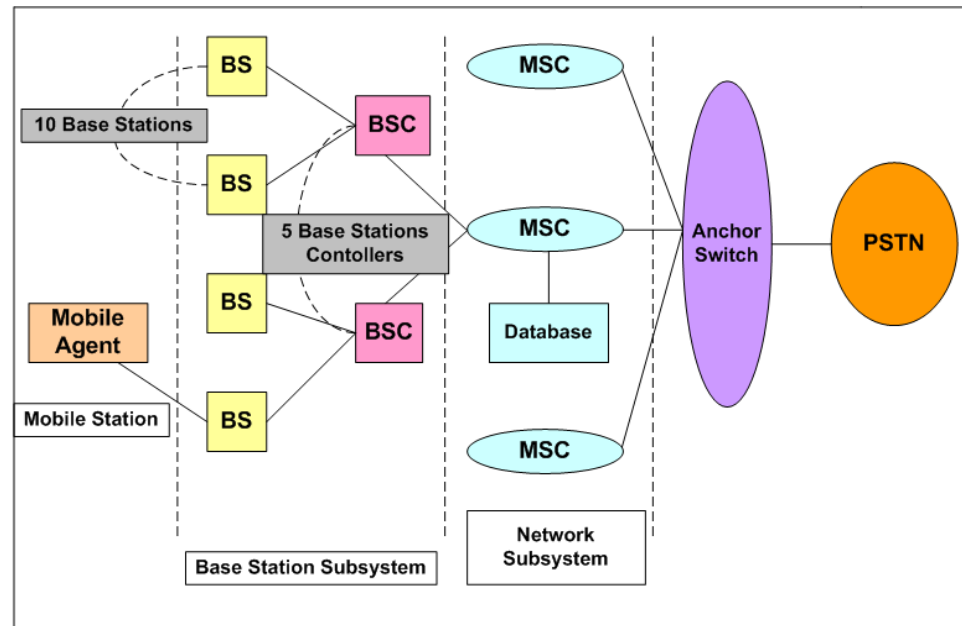 BS
MSC
10 Base Stations
BSC
BS
5 Base Stations
Contollers
MSC
Anchor
Switch
PSTN
BS
Mobile
Agent
BSC
Database
Mobile Station
BS
MSC
Network
Subsystem
Base Station Subsystem